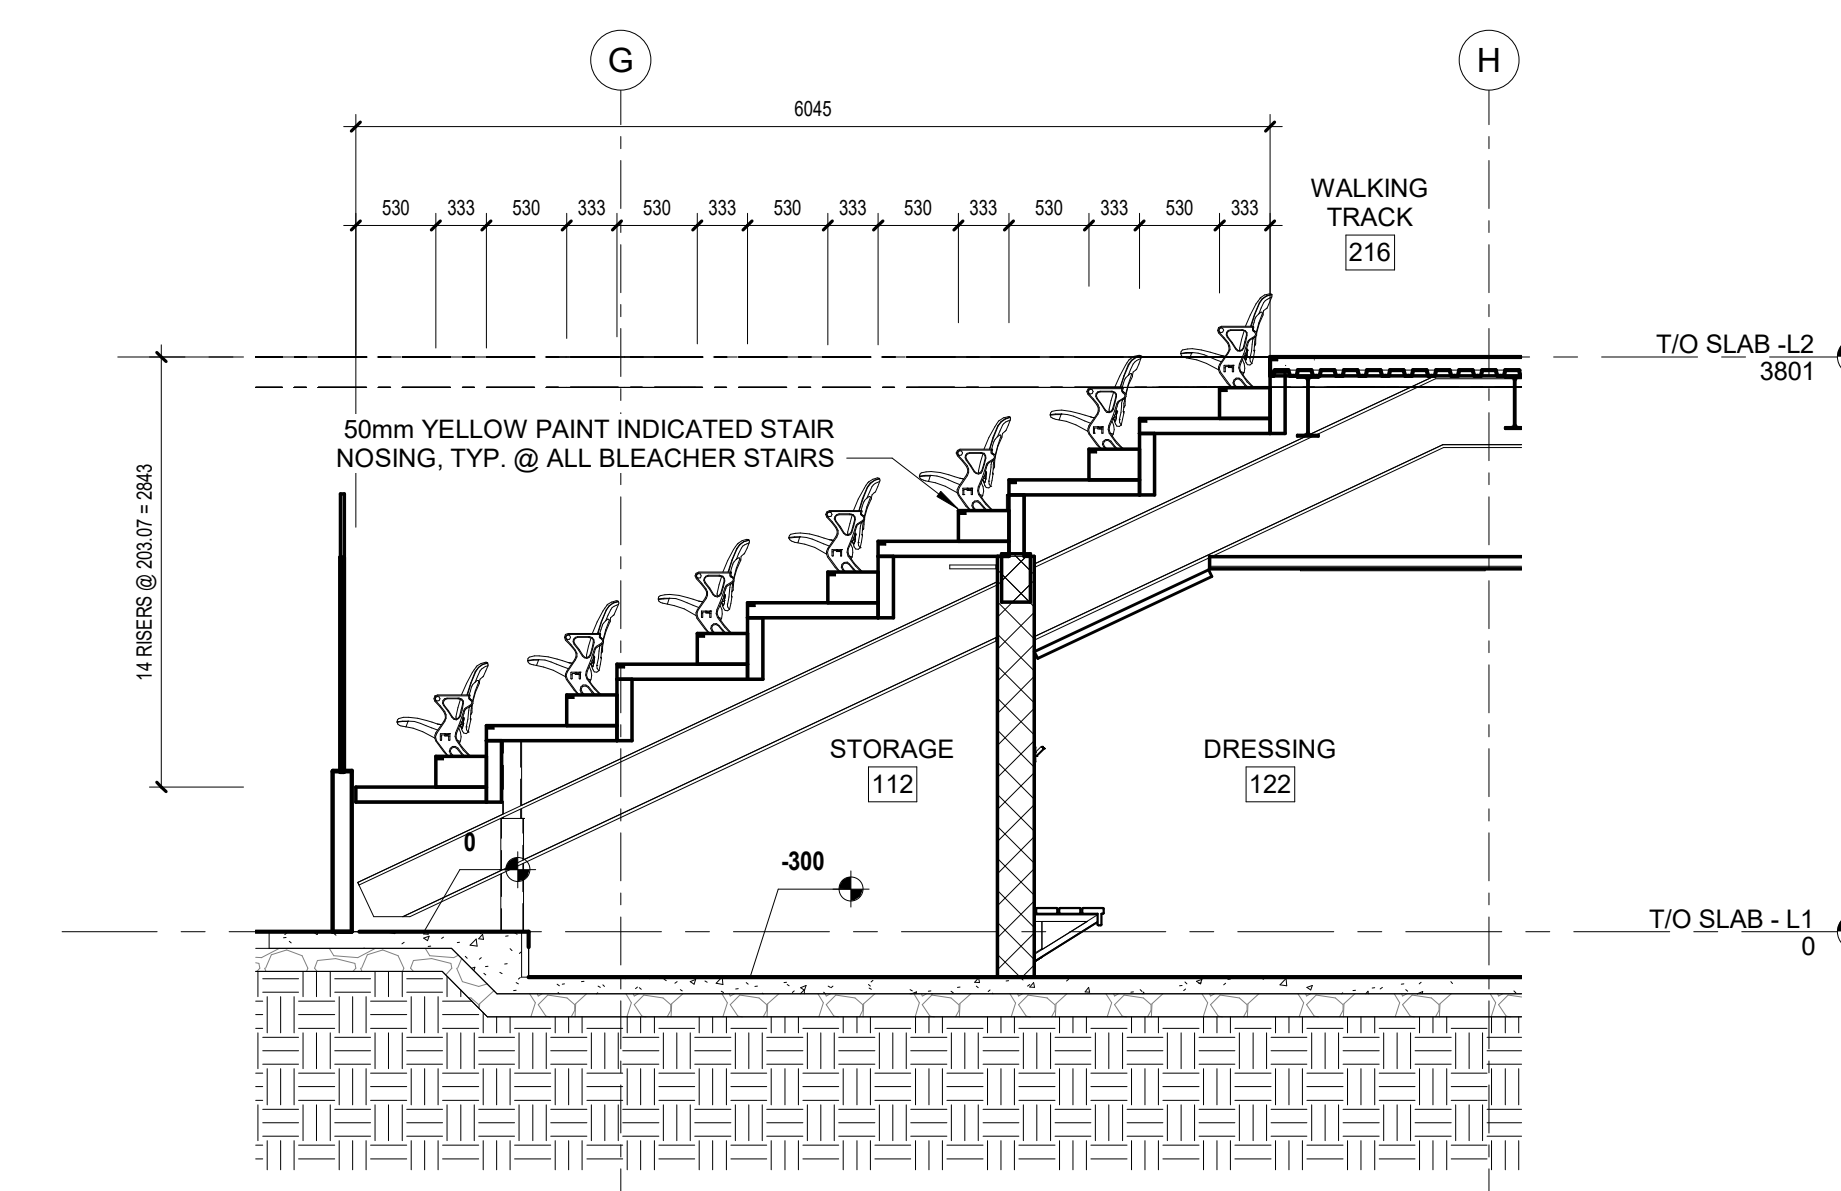 G
H
6045
530 333 530 333 530 333 530 333 530 333 530 333 530 333
WALKING
TRACK
216
T/O SLAB -L2
3801
50mm YELLOW PAINT INDICATED STAIR
NOSING, TYP. @ ALL BLEACHER STAIRS
14 RISERS @ 203.07 = 2843
STORAGE
112
DRESSING
122
0
-300
T/O SLAB - L1
0